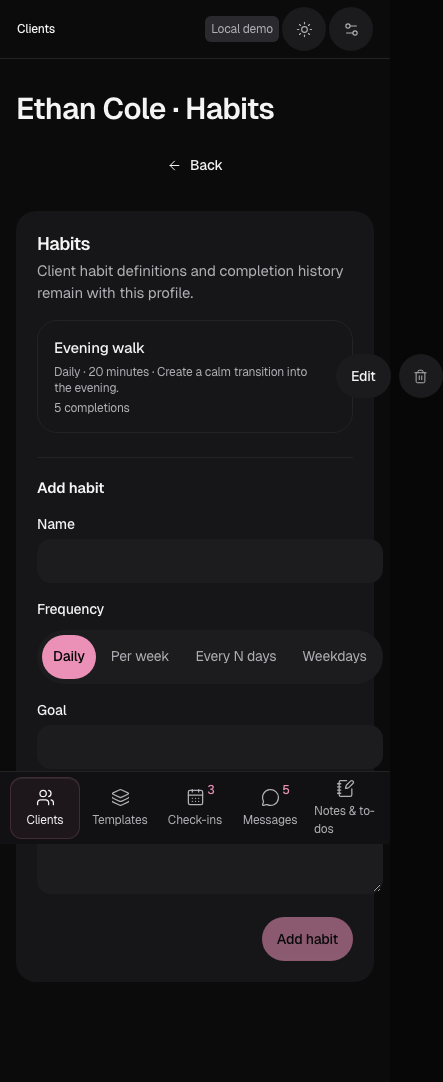 Clients
Local demo
Ethan Cole · Habits
← Back
Habits
Client habit definitions and completion history
remain with this profile.
Evening walk
Daily · 20 minutes · Create a calm transition into
the evening.
5 completions
Edit
Add habit
Name
Frequency
Daily
Per week
Every N days
Weekdays
Goal
Clients
Templates
3
Check-ins
5
Messages
Notes & to-
dos
Add habit